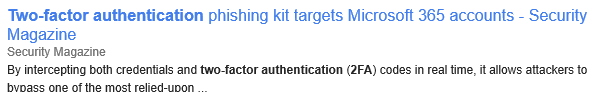 Two-factor authentication phishing kit targets Microsoft 365 accounts - Security
Magazine
Security Magazine
By intercepting both credentials and two-factor authentication (2FA) codes in real time, it allows attackers to
bypass one of the most relied-upon ...